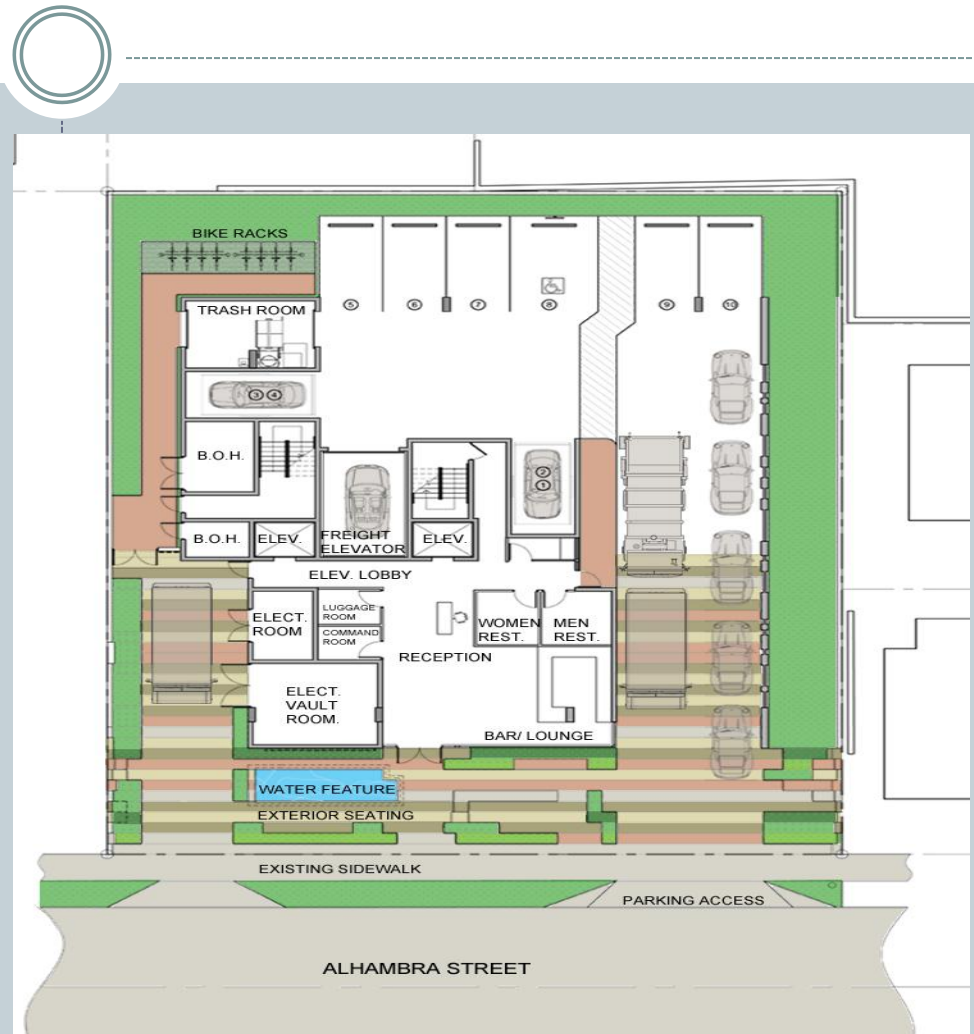 BIKE RACKS
TRASH ROOM
5
6
7
8
9
10
3 4
B.O.H.
2
1
B.O.H.
ELEV.
FREIGHT
ELEVATOR
ELEV.
ELEV. LOBBY
ELECT.
ROOM
LUGGAGE
ROOM
COMMAND
ROOM
WOMEN
REST.
MEN
REST.
RECEPTION
ELECT.
VAULT
ROOM.
BAR/ LOUNGE
WATER FEATURE
EXTERIOR SEATING
EXISTING SIDEWALK
PARKING ACCESS
ALHAMBRA STREET